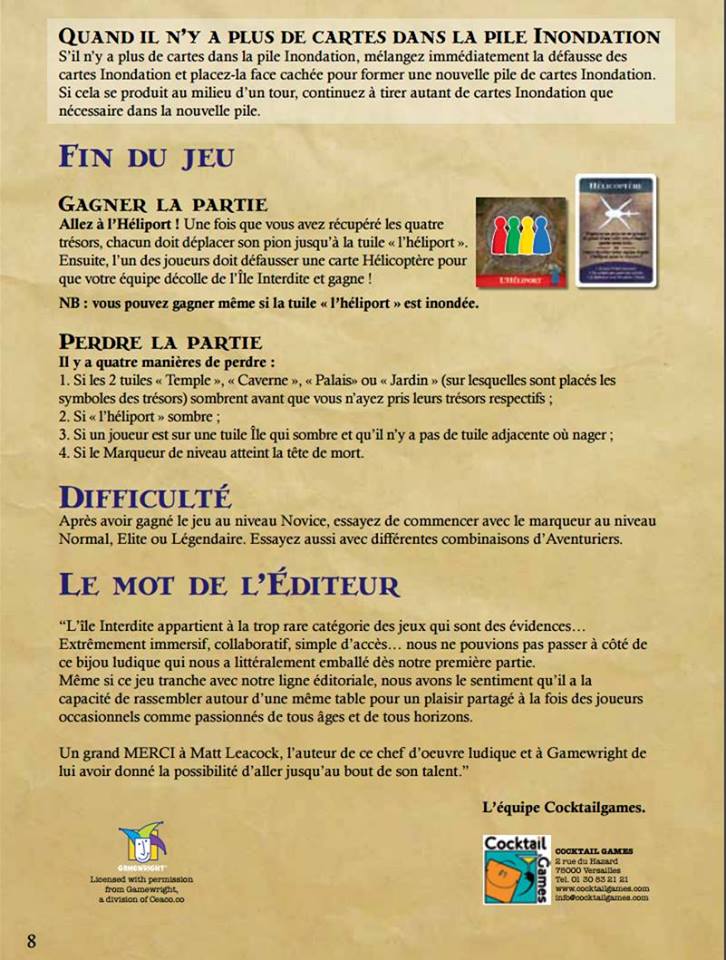 Quand il n'y a plus de cartes dans la pile Inondation
S'il n'y a plus de cartes dans la pile Inondation, mélangez immédiatement la défausse des
cartes Inondation et placez-la face cachée pour former une nouvelle pile de cartes Inondation.
Si cela se produit au milieu d'un tour, continuez à tirer autant de cartes Inondation que
nécessaire dans la nouvelle pile.
Fin du jeu
Gagner la partie
Allez à l'Héliport ! Une fois que vous avez récupéré les quatre
trésors, chacun doit déplacer son pion jusqu'à la tuile « l'héliport ».
Ensuite, l'un des joueurs doit défausser une carte Hélicoptère pour
que votre équipe décolle de l'Île Interdite et gagne !
NB : vous pouvez gagner même si la tuile « l'héliport » est inondée.
L'Héliport
Hélicoptère
Perdre la partie
Il y a quatre manières de perdre :
1. Si les 2 tuiles « Temple », « Caverne », « Palais» ou « Jardin » (sur lesquelles sont placés les
symboles des trésors) sombrent avant que vous n'ayez pris leurs trésors respectifs ;
2. Si « l'héliport » sombre ;
3. Si un joueur est sur une tuile Île qui sombre et qu'il n'y a pas de tuile adjacente où nager ;
4. Si le Marqueur de niveau atteint la tête de mort.
Difficulté
Après avoir gagné le jeu au niveau Novice, essayez de commencer avec le marqueur au niveau
Normal, Elite ou Légendaire. Essayez aussi avec différentes combinaisons d'Aventuriers.
Le mot de l'Éditeur
“L'île Interdite appartient à la trop rare catégorie des jeux qui sont des évidences…
Extrêmement immersif, collaboratif, simple d'accès… nous ne pouvions pas passer à côté de
ce bijou ludique qui nous a littéralement emballé dès notre première partie.
Même si ce jeu tranche avec notre ligne éditoriale, nous avons le sentiment qu'il a la
capacité de rassembler autour d'une même table pour un plaisir partagé à la fois des joueurs
occasionnels comme passionnés de tous âges et de tous horizons.
Un grand MERCI à Matt Leacock, l'auteur de ce chef d'oeuvre ludique et à Gamewright de
lui avoir donné la possibilité d'aller jusqu'au bout de son talent.”
L'équipe Cocktailgames.
GAMEWRIGHT
Licensed with permission
from Gamewright,
a division of Ceaco.co
Cocktail
Games
COCKTAIL GAMES
2 rue du Hazard
78000 Versailles
Tel. 01 30 83 21 21
www.cocktailgames.com
info@cocktailgames.com
8